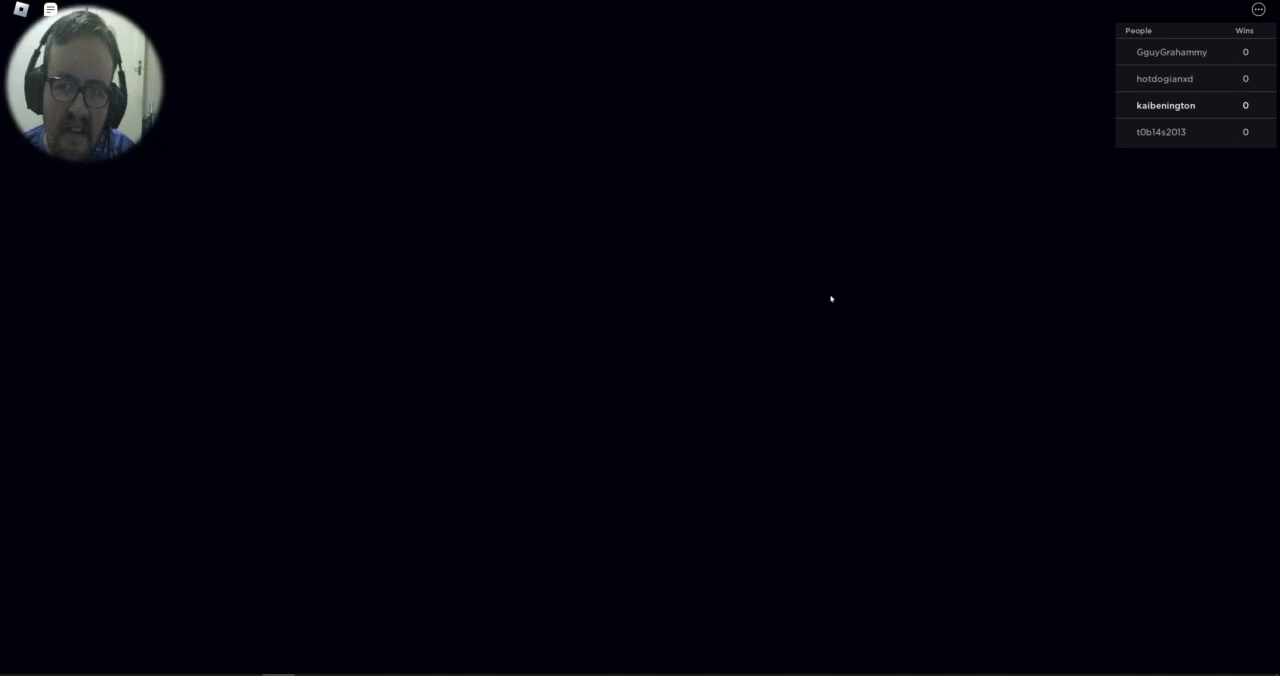 People Wins
GguyGrahammy 0
hotdogianxd 0
kaibenington 0
t0b14s2013 0